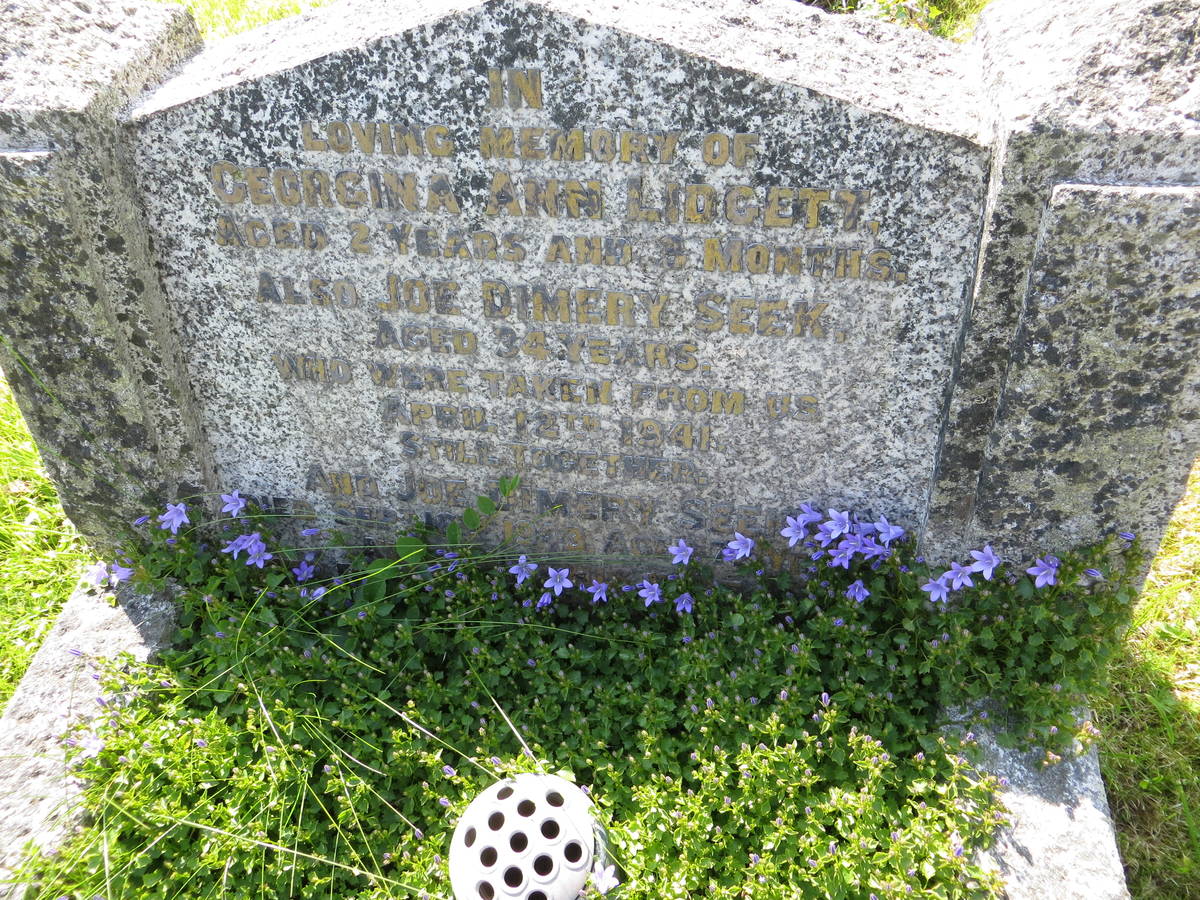 IN
LOVING MEMORY OF
GEORGINA ANN LIDGETT,
AGED 2 YEARS AND 3 MONTHS.
ALSO JOE DIMERY SEEK,
AGED 34 YEARS.
WHO WERE TAKEN FROM US
APRIL 12TH 1941.
STILL TOGETHER.
AND JOE DIMERY SEEK